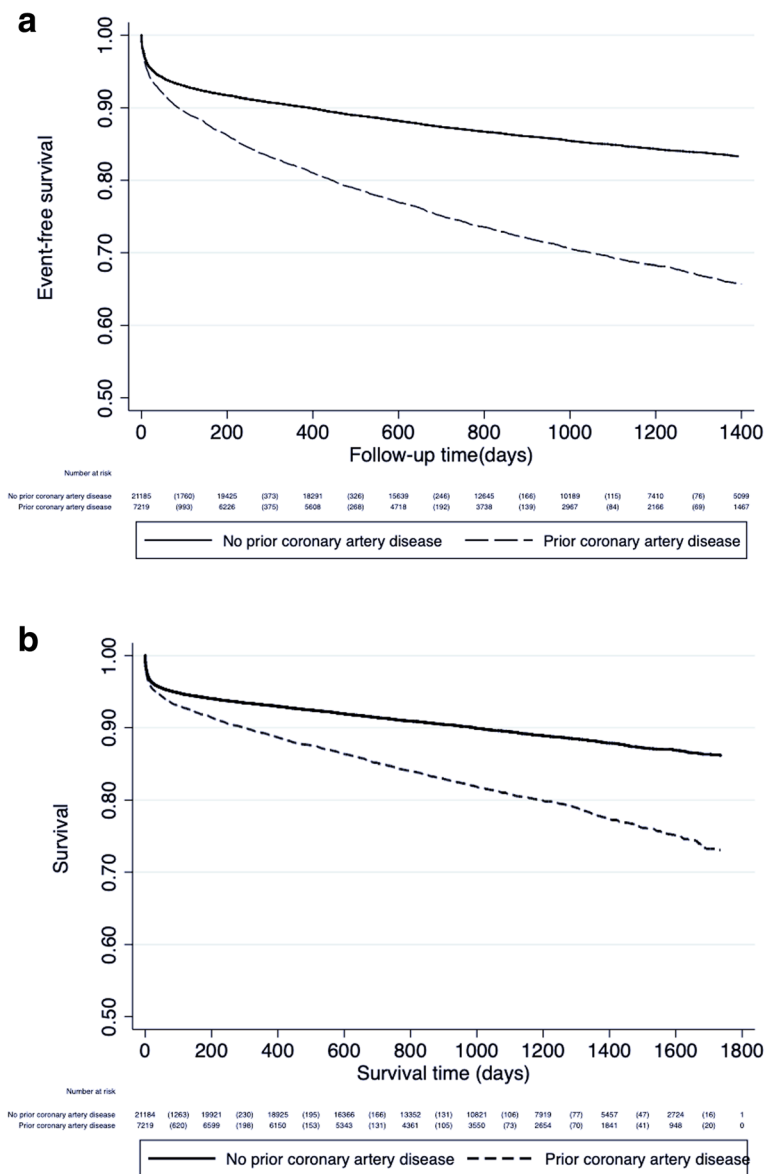 a
Event-free survival
1.00
0.90
0.80
0.70
0.60
0.50
0 200 400 600 800 1000 1200 1400
Follow-up time(days)
Number at risk
No prior coronary artery disease 21185 (1760) 19425 (373) 18291 (326) 15639 (246) 12645 (166) 10189 (115) 7410 (76) 5099
Prior coronary artery disease 7219 (993) 6226 (375) 5608 (268) 4718 (192) 3738 (139) 2967 (84) 2166 (69) 1467
No prior coronary artery disease Prior coronary artery disease
b
Survival
1.00
0.90
0.80
0.70
0.60
0.50
0 200 400 600 800 1000 1200 1400 1600 1800
Survival time (days)
Number at risk
No prior coronary artery disease 21184 (1263) 19921 (230) 18925 (195) 16366 (166) 13352 (131) 10821 (106) 7919 (77) 5457 (47) 2724 (16) 1
Prior coronary artery disease 7219 (620) 6599 (198) 6150 (153) 5343 (131) 4361 (105) 3550 (73) 2654 (70) 1841 (41) 948 (20) 0
No prior coronary artery disease Prior coronary artery disease